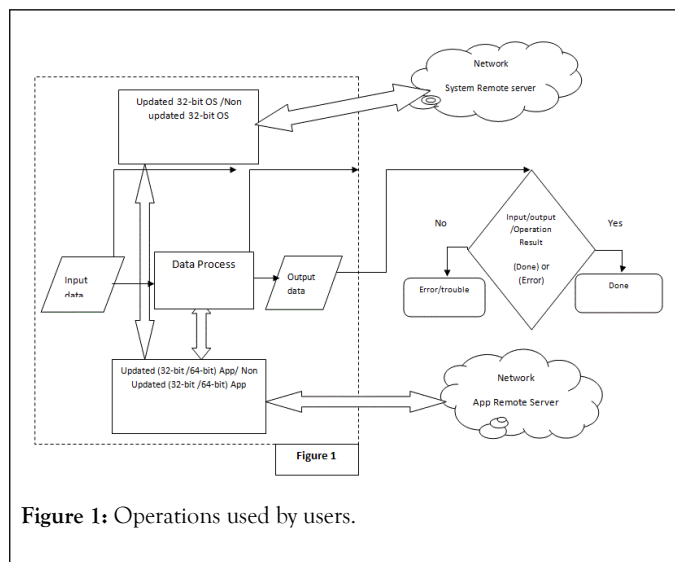 Network
System Remote server
Updated 32-bit OS /Non
updated 32-bit OS
Input/output
/Operation
Result
(Done) or
(Error)
No
Yes
Input
data
Data Process
Output
data
Error/trouble
Done
Updated (32-bit /64-bit) App/ Non
Updated (32-bit /64-bit) App
Network
App Remote Server
Figure 1
Figure 1: Operations used by users.